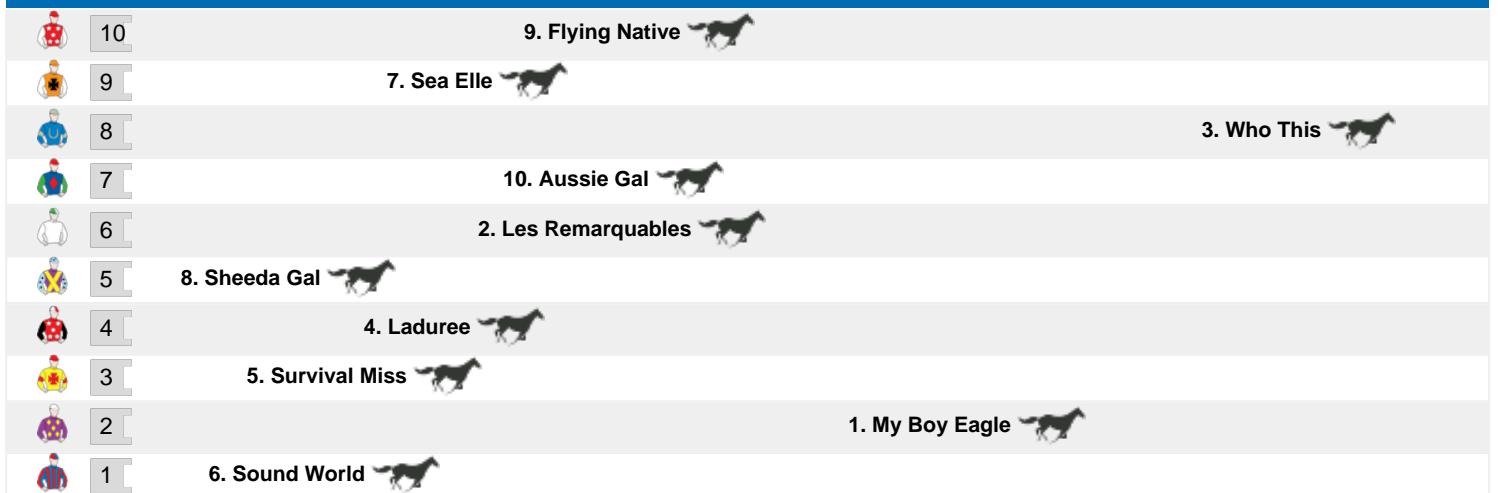 10 9. Flying Native
9 7. Sea Elle
8 3. Who This
7 10. Aussie Gal
6 2. Les Remarquables
5 8. Sheeda Gal
4 4. Laduree
3 5. Survival Miss
2 1. My Boy Eagle
1 6. Sound World